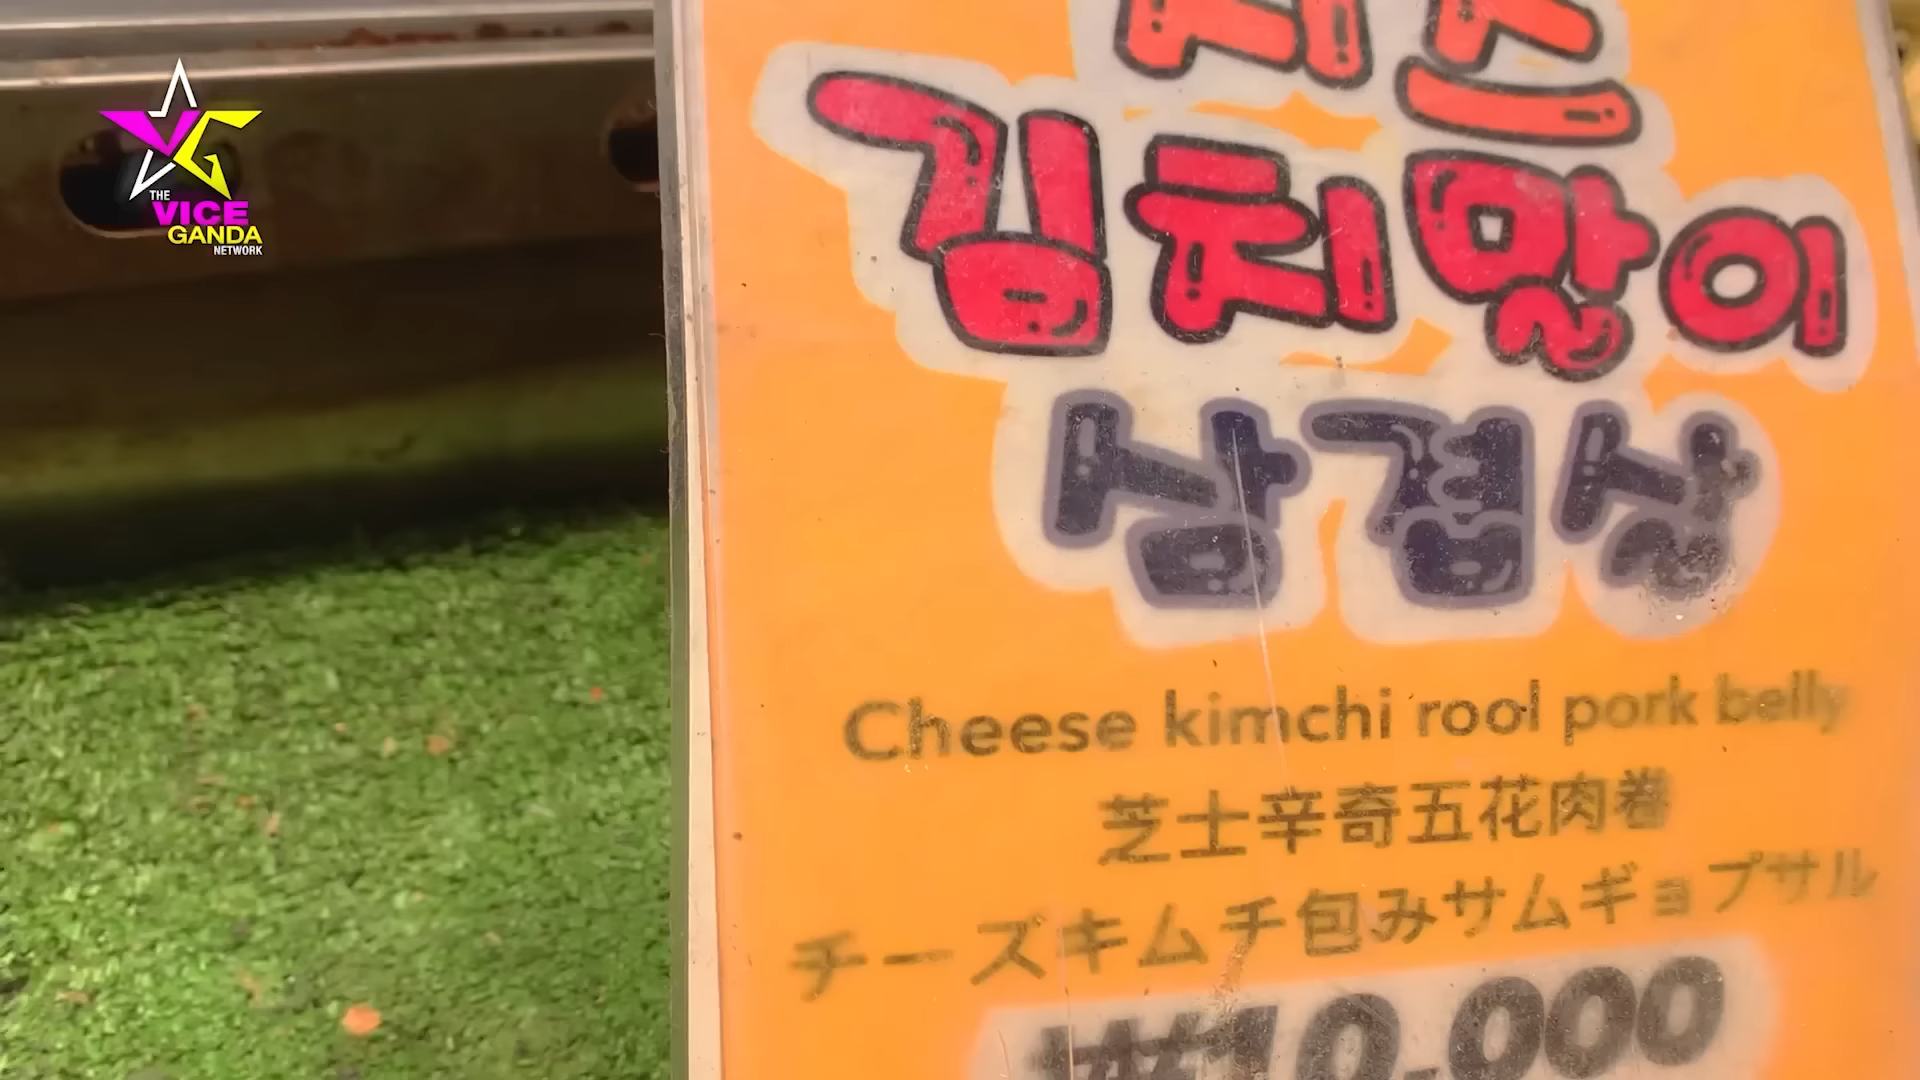 THE
VICE
GANDA
NETWORK
치즈
김치말이
삼겹살
Cheese kimchi rool pork belly
芝士辛奇五花肉卷
チーズキムチ包みサムギョプサル
₩10,000